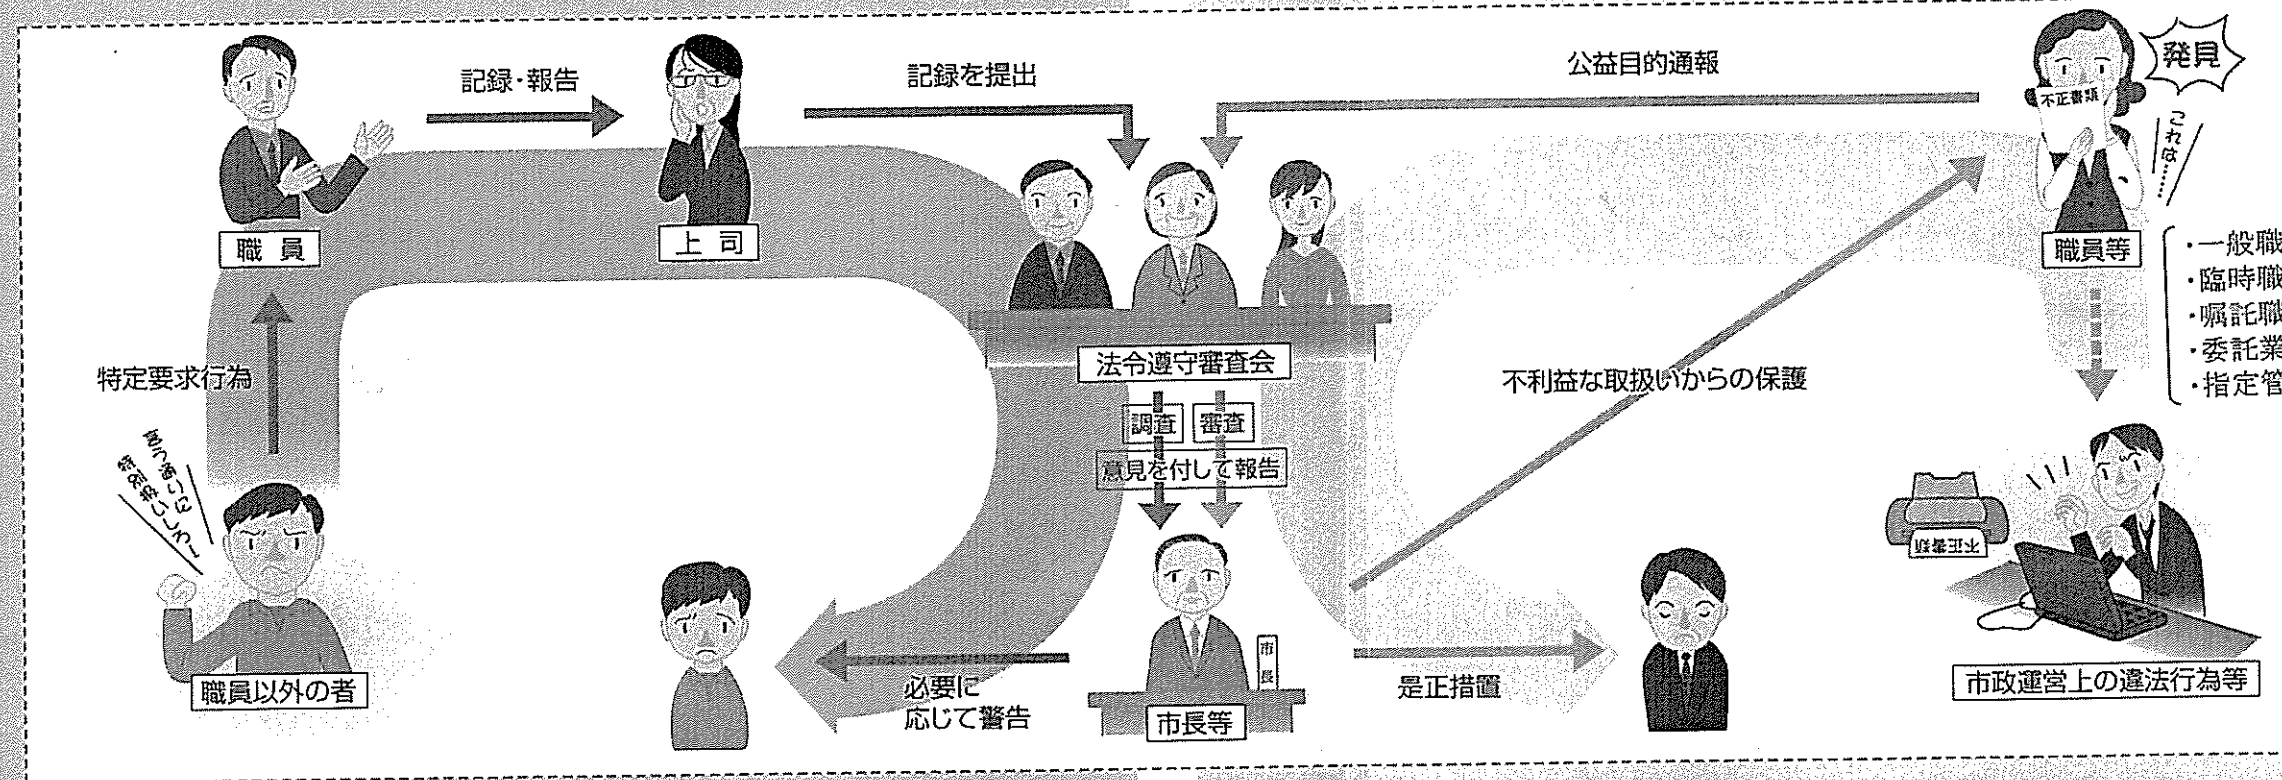 記録・報告
記録を提出
公益目的通報
発見
不正書類
これは……
職員
上司
職員等
・一般職
・臨時職
・嘱託職
・委託業
・指定管
特定要求行為
法令遵守審査会
調査
審査
意見を付して報告
不利益な取扱いからの保護
言う通りに
特別扱いしろー
不正書類
市長
職員以外の者
必要に
応じて警告
市長等
是正措置
市政運営上の違法行為等